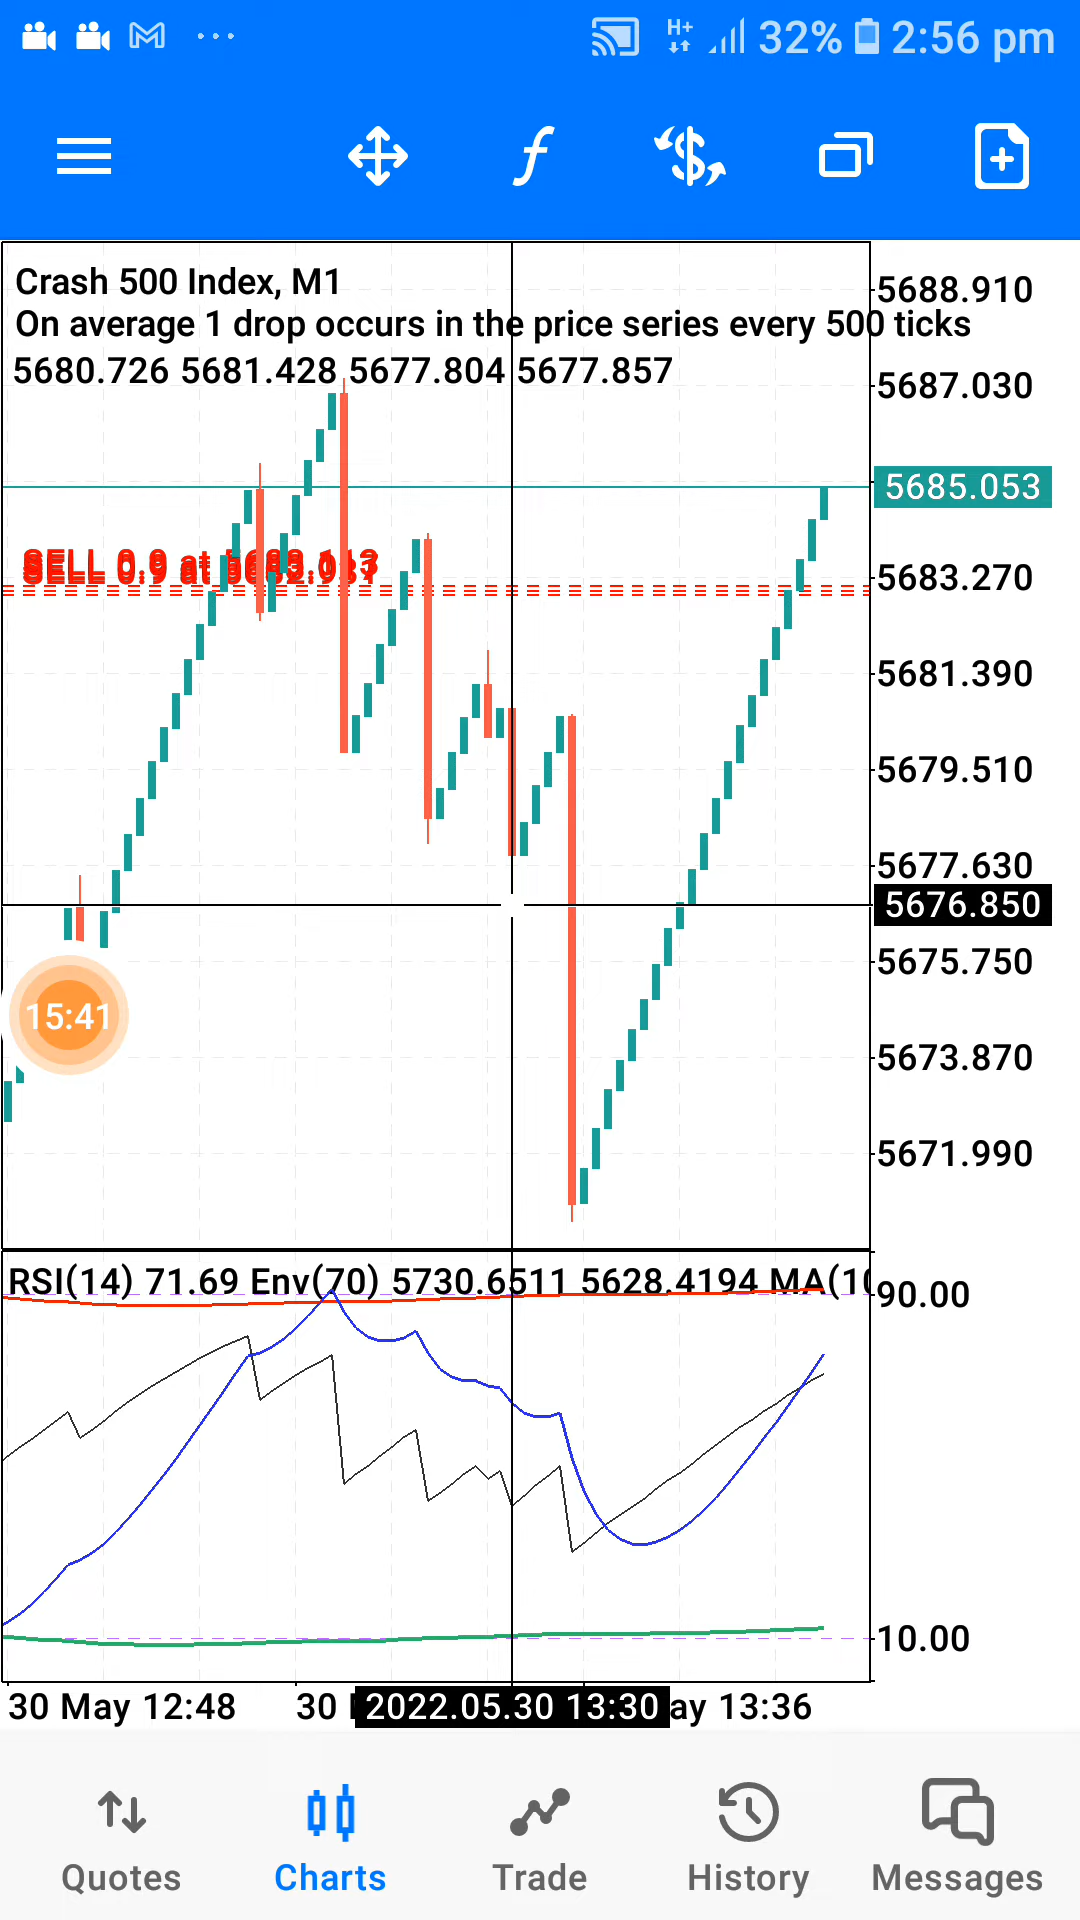 H+ 32% 2:56 pm
Crash 500 Index, M1
On average 1 drop occurs in the price series every 500 ticks
5680.726 5681.428 5677.804 5677.857
5688.910
5687.030
5685.053
SELL 0.9 at
5683.270
5681.390
5679.510
5677.630
5676.850
5675.750
15:41
5673.870
5671.990
RSI(14) 71.69 Env(70) 5730.6511 5628.4194 MA(10
90.00
10.00
30 May 12:48 30 2022.05.30 13:30 ay 13:36
Quotes Charts Trade History Messages